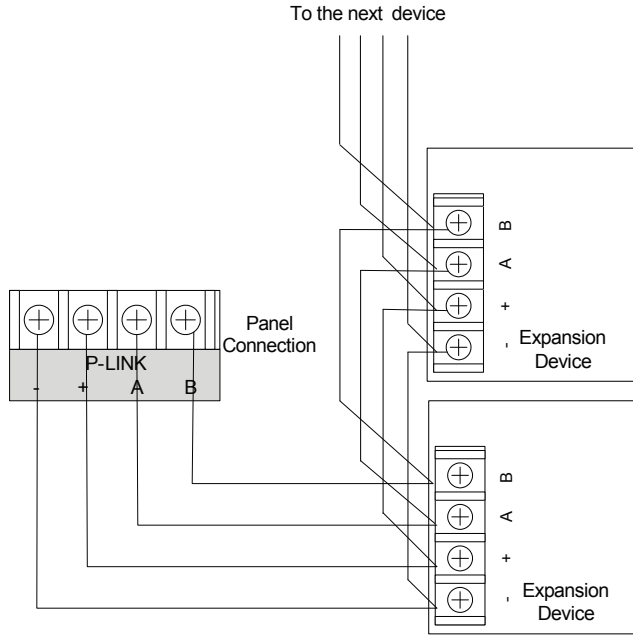 To the next device
B
A
+
-
Expansion
Device
Panel
Connection
P-LINK
- + A B
B
A
+
-
Expansion
Device